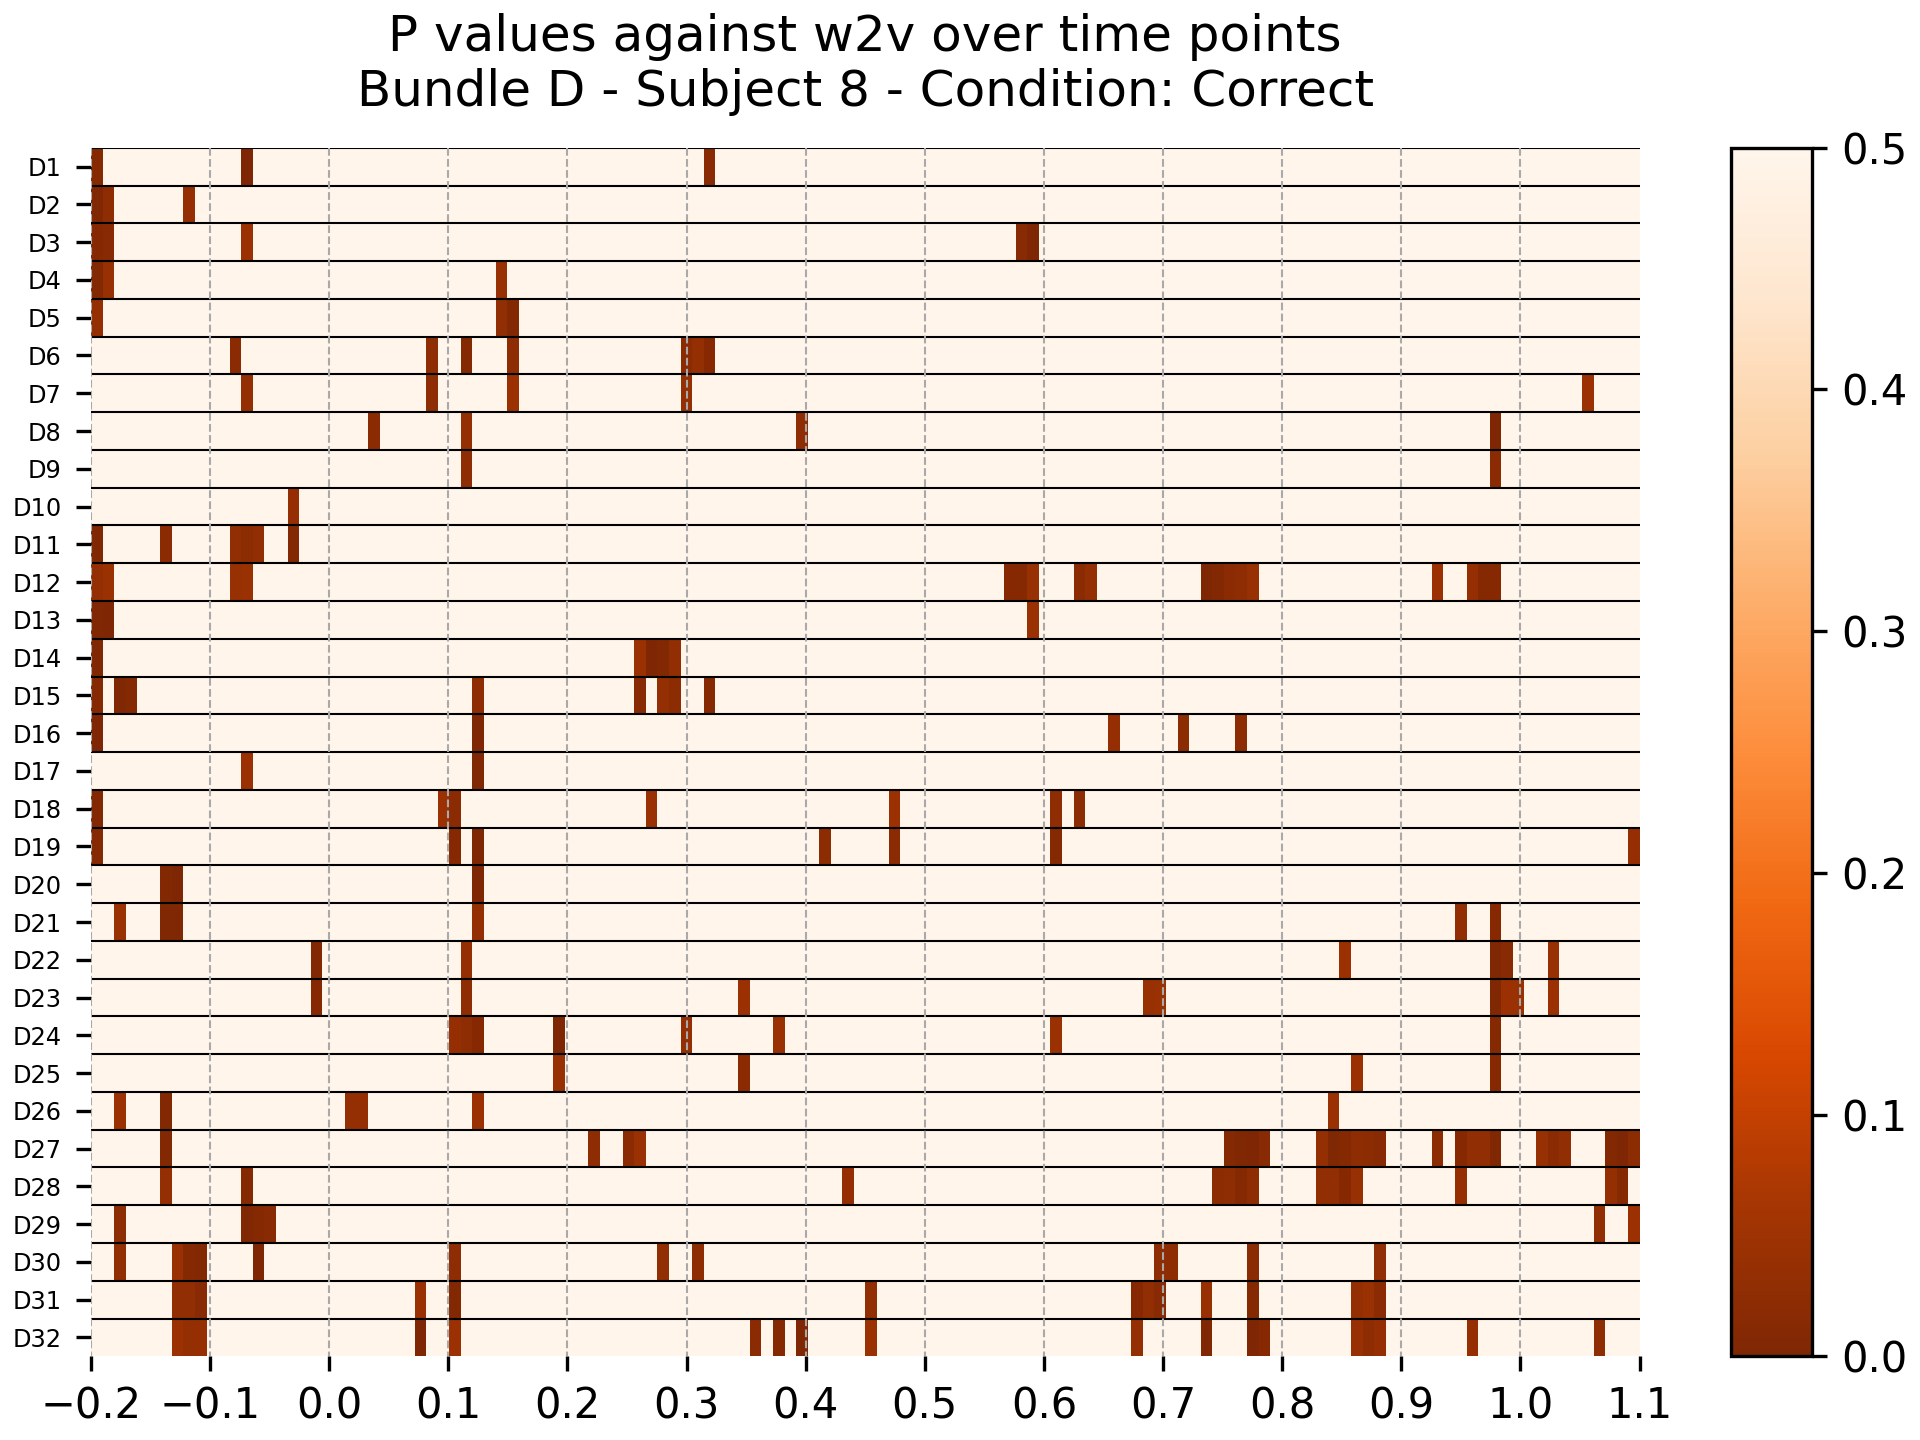 P values against w2v over time points
Bundle D - Subject 8 - Condition: Correct
D1
D2
D3
D4
D5
D6
D7
D8
D9
D10
D11
D12
D13
D14
D15
D16
D17
D18
D19
D20
D21
D22
D23
D24
D25
D26
D27
D28
D29
D30
D31
D32
−0.2 −0.1 0.0 0.1 0.2 0.3 0.4 0.5 0.6 0.7 0.8 0.9 1.0 1.1
0.5
0.4
0.3
0.2
0.1
0.0